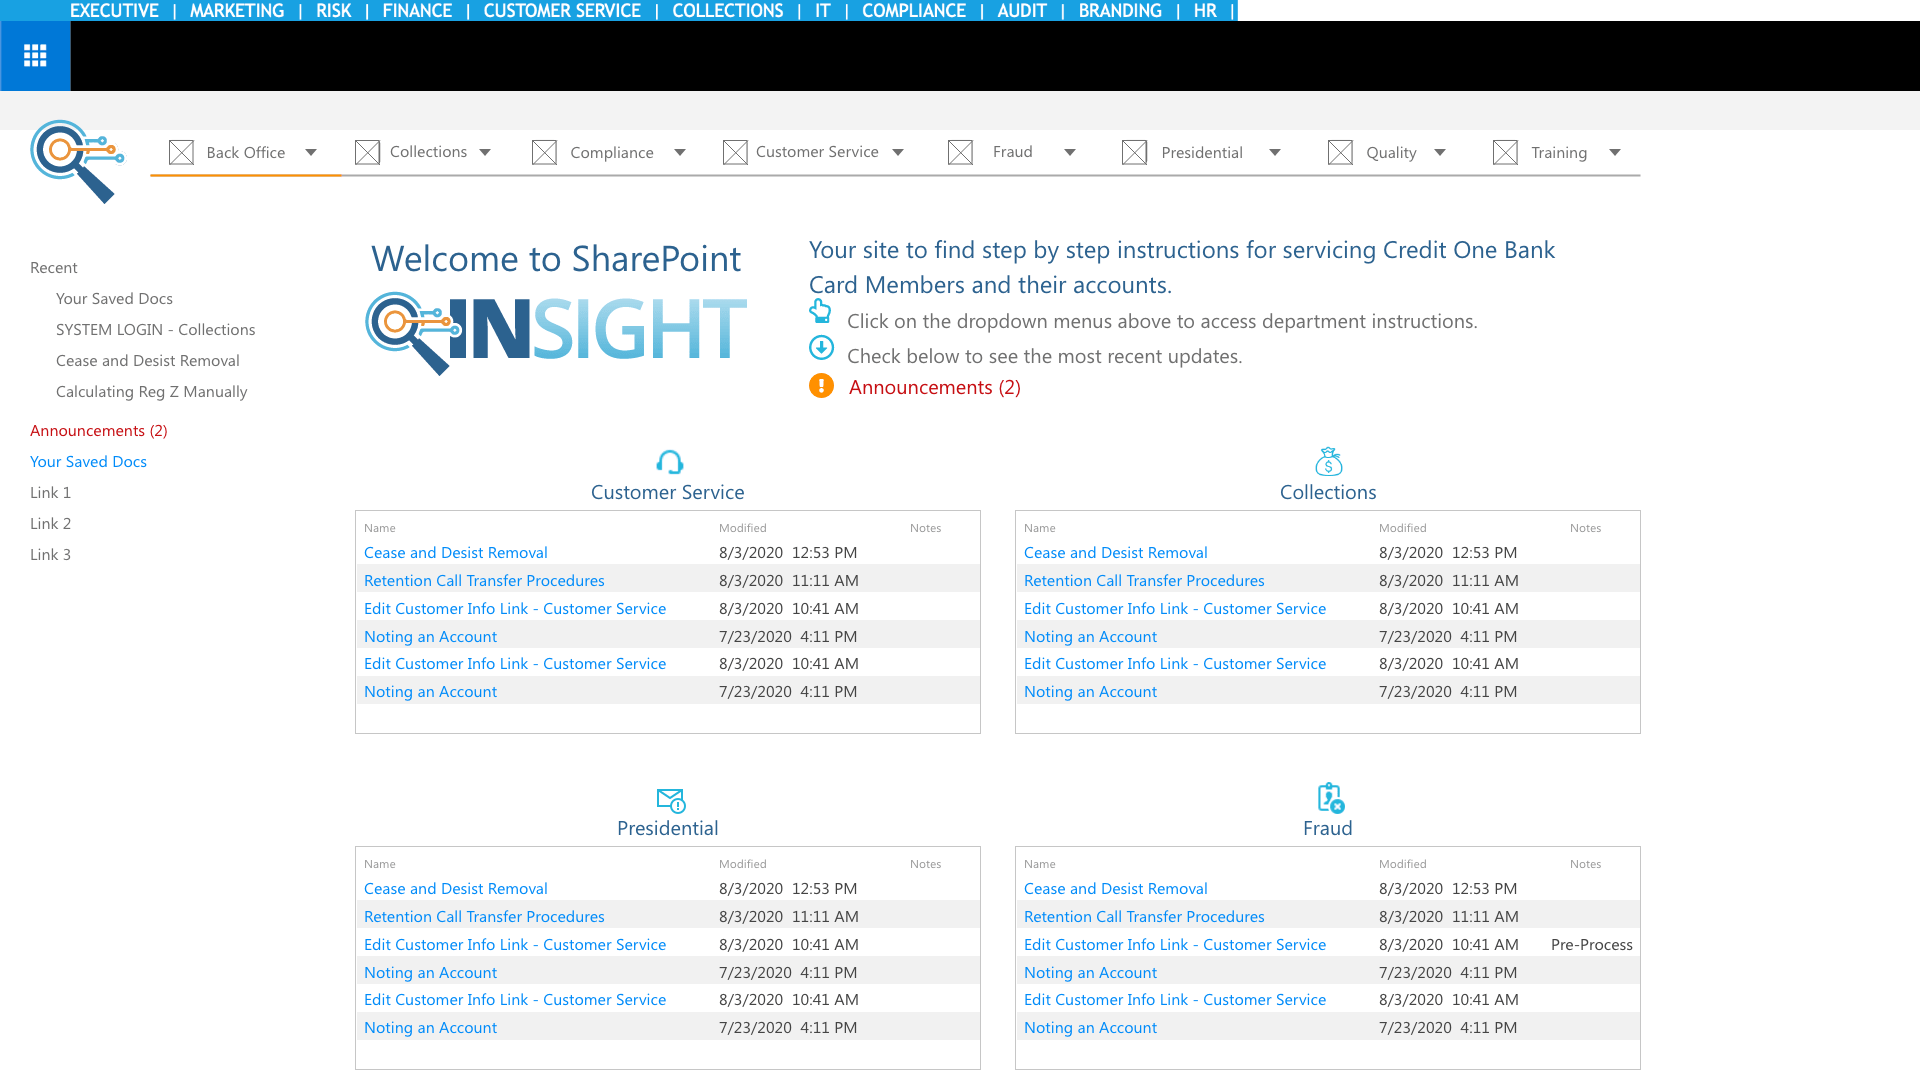 EXECUTIVE | MARKETING | RISK | FINANCE | CUSTOMER SERVICE | COLLECTIONS | IT | COMPLIANCE | AUDIT | BRANDING | HR |
Back Office Collections Compliance Customer Service Fraud Presidential Quality Training
Recent
Your Saved Docs
SYSTEM LOGIN - Collections
Cease and Desist Removal
Calculating Reg Z Manually
Announcements (2)
Your Saved Docs
Link 1
Link 2
Link 3
Welcome to SharePoint
INSIGHT
Your site to find step by step instructions for servicing Credit One Bank
Card Members and their accounts.
Click on the dropdown menus above to access department instructions.
Check below to see the most recent updates.
Announcements (2)
Customer Service
Name Modified Notes
Cease and Desist Removal 8/3/2020 12:53 PM
Retention Call Transfer Procedures 8/3/2020 11:11 AM
Edit Customer Info Link - Customer Service 8/3/2020 10:41 AM
Noting an Account 7/23/2020 4:11 PM
Edit Customer Info Link - Customer Service 8/3/2020 10:41 AM
Noting an Account 7/23/2020 4:11 PM
Collections
Name Modified Notes
Cease and Desist Removal 8/3/2020 12:53 PM
Retention Call Transfer Procedures 8/3/2020 11:11 AM
Edit Customer Info Link - Customer Service 8/3/2020 10:41 AM
Noting an Account 7/23/2020 4:11 PM
Edit Customer Info Link - Customer Service 8/3/2020 10:41 AM
Noting an Account 7/23/2020 4:11 PM
Presidential
Name Modified Notes
Cease and Desist Removal 8/3/2020 12:53 PM
Retention Call Transfer Procedures 8/3/2020 11:11 AM
Edit Customer Info Link - Customer Service 8/3/2020 10:41 AM
Noting an Account 7/23/2020 4:11 PM
Edit Customer Info Link - Customer Service 8/3/2020 10:41 AM
Noting an Account 7/23/2020 4:11 PM
Fraud
Name Modified Notes
Cease and Desist Removal 8/3/2020 12:53 PM
Retention Call Transfer Procedures 8/3/2020 11:11 AM
Edit Customer Info Link - Customer Service 8/3/2020 10:41 AM Pre-Process
Noting an Account 7/23/2020 4:11 PM
Edit Customer Info Link - Customer Service 8/3/2020 10:41 AM
Noting an Account 7/23/2020 4:11 PM